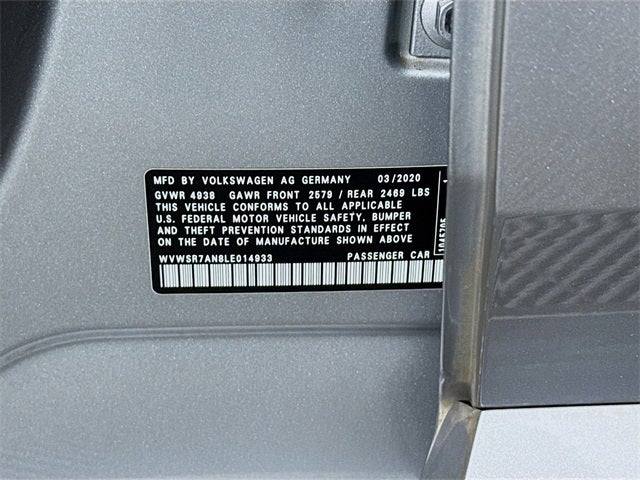 MFD BY VOLKSWAGEN AG GERMANY 03/2020
GVWR 4938 GAWR FRONT 2579 / REAR 2469 LBS
THIS VEHICLE CONFORMS TO ALL APPLICABLE
U.S. FEDERAL MOTOR VEHICLE SAFETY, BUMPER
AND THEFT PREVENTION STANDARDS IN EFFECT
ON THE DATE OF MANUFACTURE SHOWN ABOVE
WVWSR7AN8LE014933 PASSENGER CAR